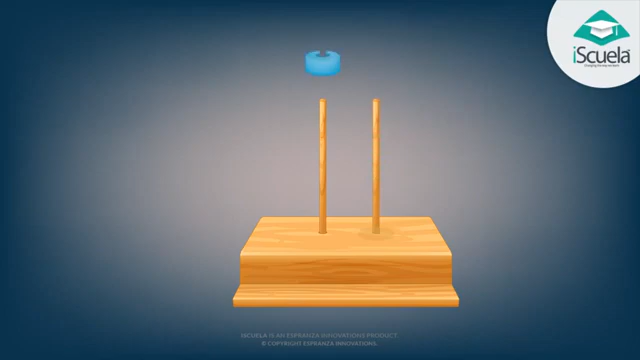 iScuela
ISCUELA IS AN ESPRANZA INNOVATIONS PRODUCT.
© COPYRIGHT ESPRANZA INNOVATIONS.